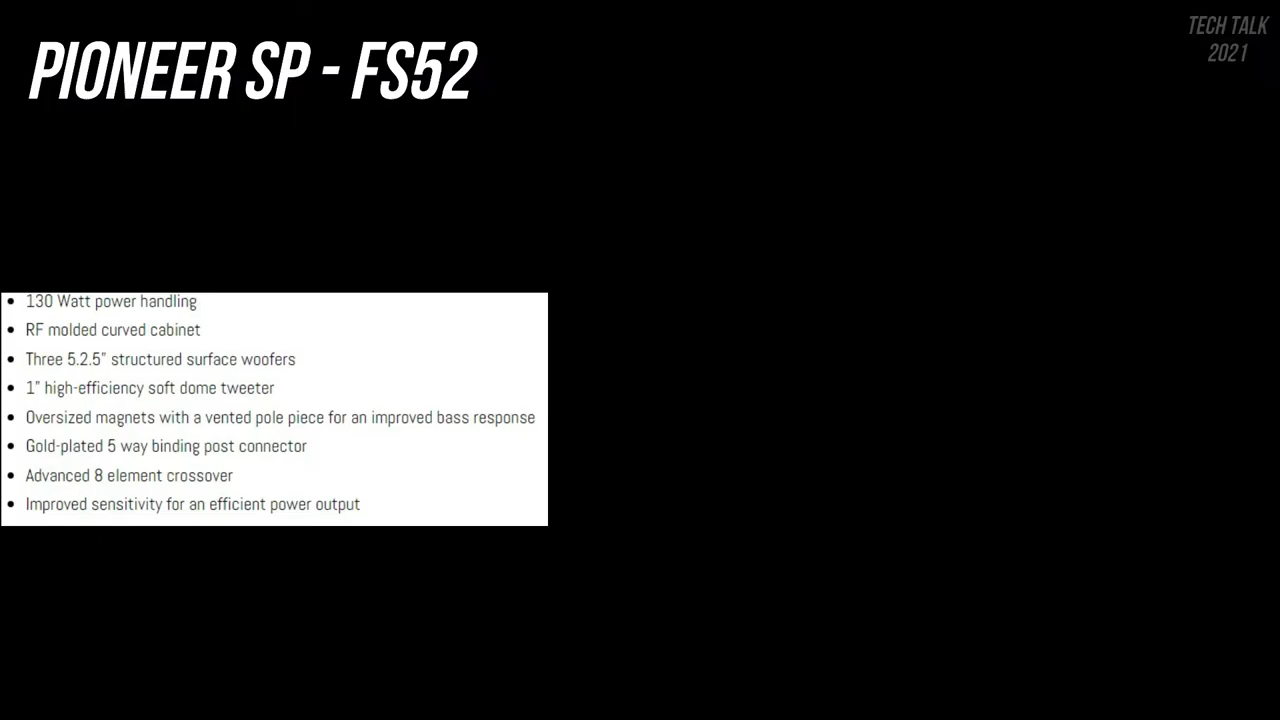 PIONEER SP - FS52
TECH TALK
2021
• 130 Watt power handling
• RF molded curved cabinet
• Three 5.2.5" structured surface woofers
• 1" high-efficiency soft dome tweeter
• Oversized magnets with a vented pole piece for an improved bass response
• Gold-plated 5 way binding post connector
• Advanced 8 element crossover
• Improved sensitivity for an efficient power output